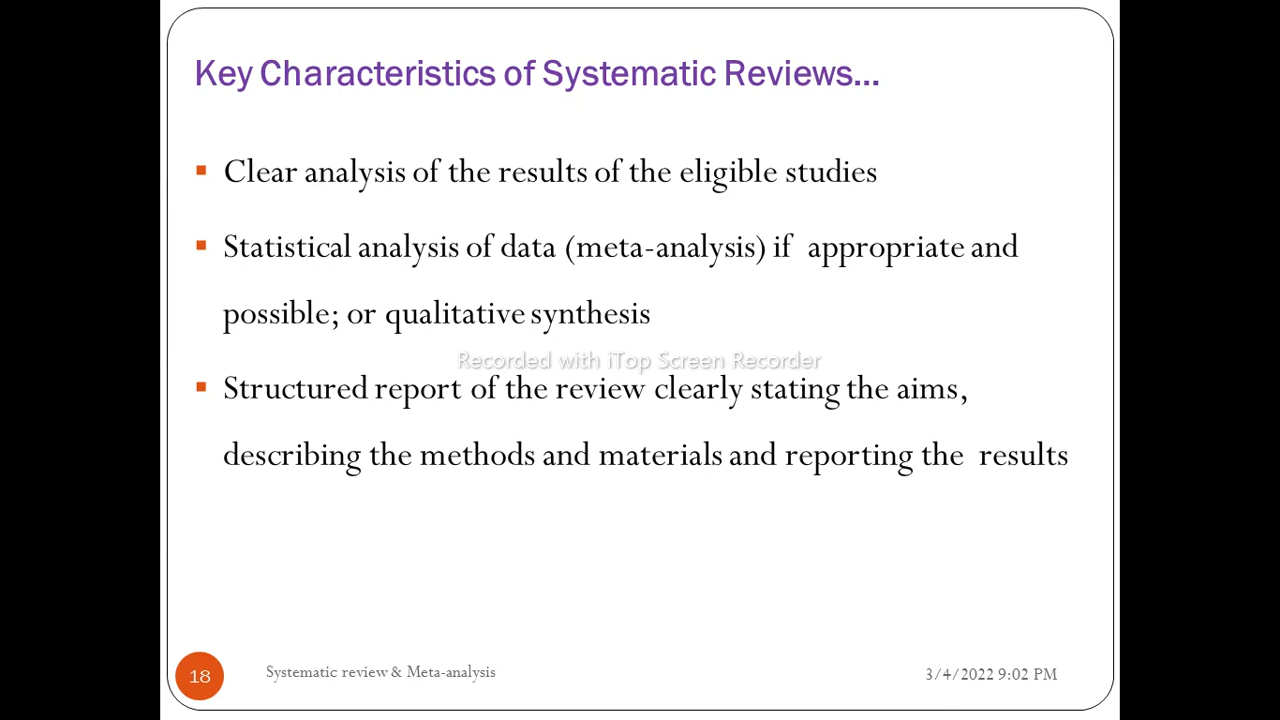 Key Characteristics of Systematic Reviews...
▪ Clear analysis of the results of the eligible studies
▪ Statistical analysis of data (meta-analysis) if appropriate and
possible; or qualitative synthesis
Recorded with iTop Screen Recorder
▪ Structured report of the review clearly stating the aims,
describing the methods and materials and reporting the results
18
Systematic review & Meta-analysis
3/4/2022 9:02 PM